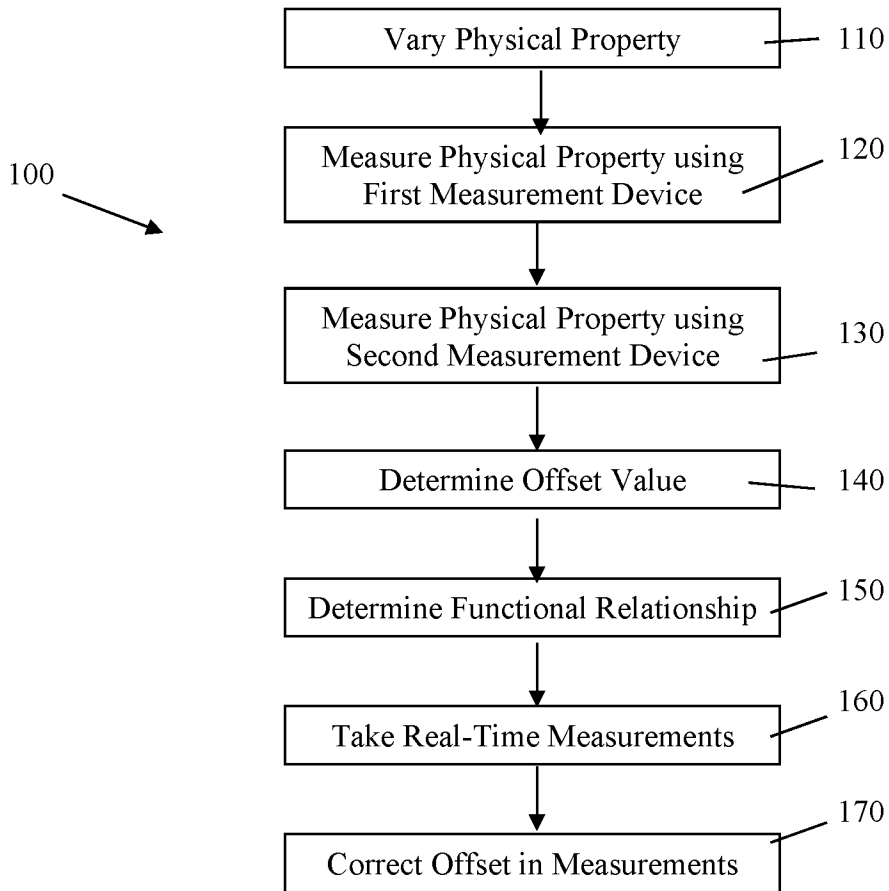 Vary Physical Property
110
Measure Physical Property using
First Measurement Device
120
100
Measure Physical Property using
Second Measurement Device
130
Determine Offset Value
140
Determine Functional Relationship
150
Take Real-Time Measurements
160
Correct Offset in Measurements
170